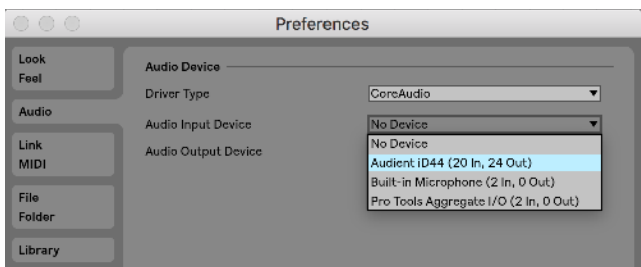 Preferences
Look
Feel
Audio
Link
MIDI
File
Folder
Library
Audio Device
Driver Type
CoreAudio
Audio Input Device
No Device
Audio Output Device
No Device
Audient iD44 (20 In, 24 Out)
Built-in Microphone (2 In, 0 Out)
Pro Tools Aggregate I/O (2 In, 0 Out)